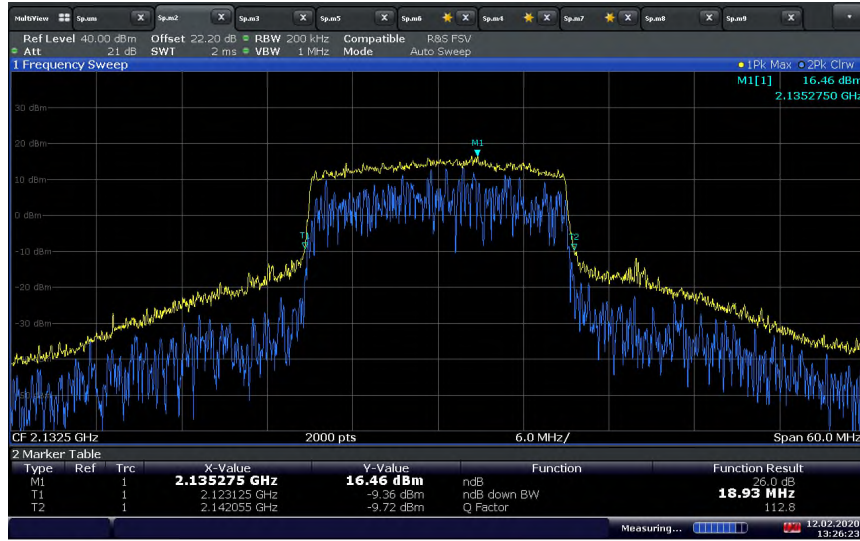 MultiView Sp.um X Sp.m2 X Sp.m3 X Sp.m5 X Sp.m6 X Sp.m4 X Sp.m7 X Sp.m8 X Sp.m9 X
Ref Level 40.00 dBm Offset 22.20 dB RBW 200 kHz Compatible R&S FSV
Att 21 dB SWT 2 ms VBW 1 MHz Mode Auto Sweep
1 Frequency Sweep 1Pk Max 2Pk Clrw
M1[1] 16.46 dBm
2.1352750 GHz
30 dBm
20 dBm
M1
10 dBm
0 dBm
T1 T2
-10 dBm
-20 dBm
-30 dBm
CF 2.1325 GHz 2000 pts 6.0 MHz/ Span 60.0 MHz
2 Marker Table
Type Ref Trc X-Value Y-Value Function Function Result
M1 1 2.135275 GHz 16.46 dBm ndB 26.0 dB
T1 1 2.123125 GHz -9.36 dBm ndB down BW 18.93 MHz
T2 1 2.142055 GHz -9.72 dBm Q Factor 112.8
Measuring... 12.02.2020
13:26:23